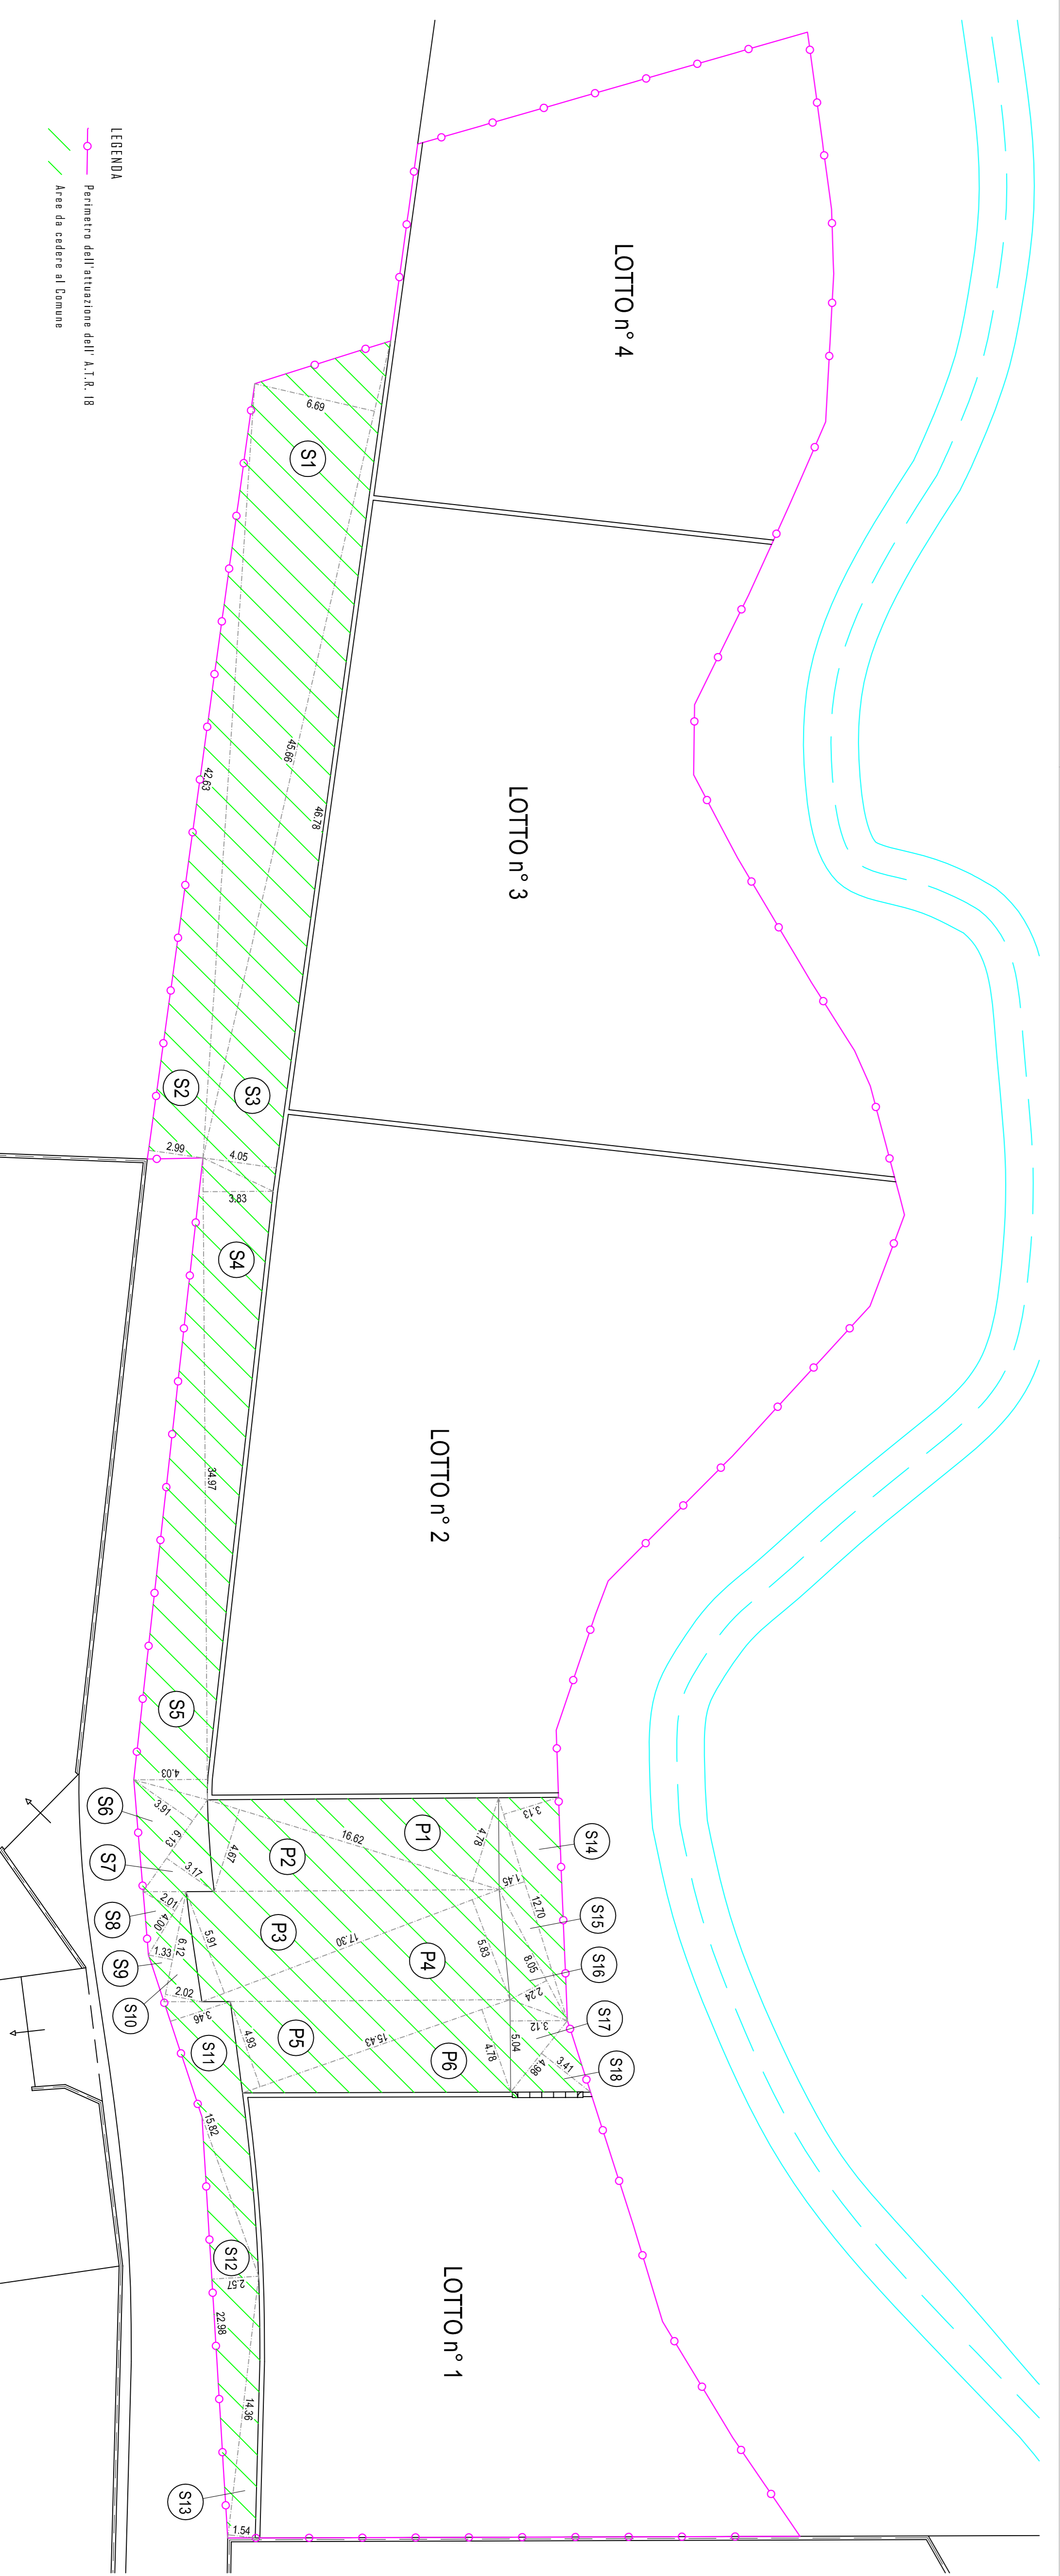 LEGENDA
Perimetro dell'attuazione dell' A.T.R. 18
Aree da cedere al Comune
LOTTO n° 4
LOTTO n° 3
LOTTO n° 2
LOTTO n° 1
6.69
S1
45.66
46.78
42.63
S2
S3
2.99
4.05
3.83
S4
34.97
S5
4.03
S6
3.91
6.13
S7
3.17
S8
2.01
4.00
S9
1.33
6.12
S10
2.02
3.46
S11
15.82
S12
2.57
22.98
14.36
S13
1.54
P1
P2
16.62
4.67
4.78
P3
5.91
17.30
P4
5.83
P5
4.93
15.43
P6
4.78
3.13
S14
1.45
12.70
S15
8.05
S16
2.24
3.12
S17
5.04
4.98
3.41
S18